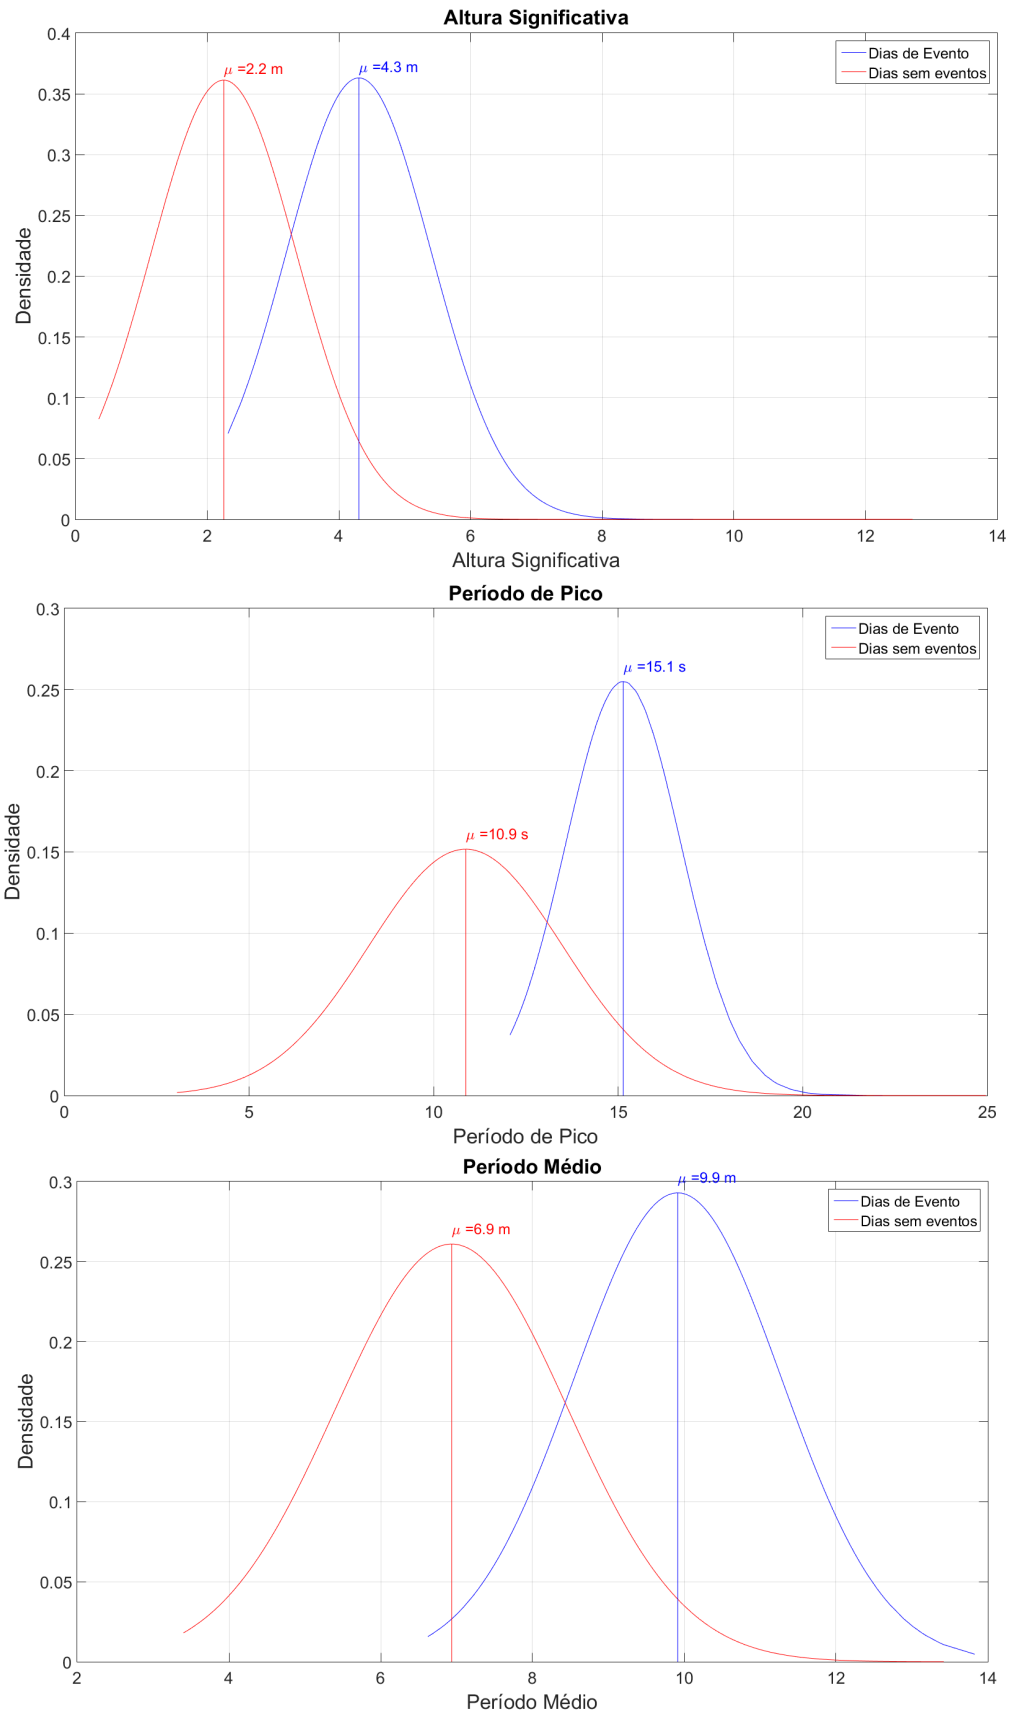 Altura Significativa
0.4
0.35
0.3
0.25
0.2
0.15
0.1
0.05
0
Densidade
μ =2.2 m
μ =4.3 m
Dias de Evento
Dias sem eventos
0 2 4 6 8 10 12 14
Altura Significativa
Período de Pico
0.3
0.25
0.2
0.15
0.1
0.05
0
Densidade
μ =15.1 s
μ =10.9 s
Dias de Evento
Dias sem eventos
0 5 10 15 20 25
Período de Pico
Período Médio
0.3
0.25
0.2
0.15
0.1
0.05
0
Densidade
μ =9.9 m
μ =6.9 m
Dias de Evento
Dias sem eventos
2 4 6 8 10 12 14
Período Médio